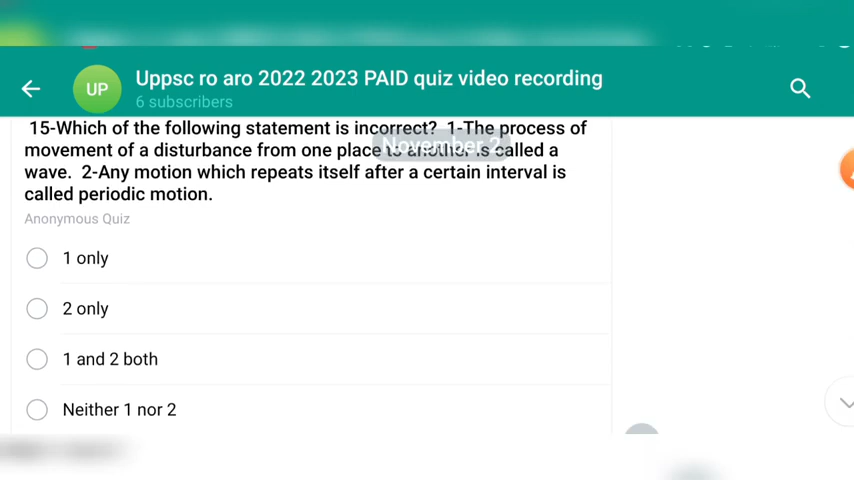 UP
Uppsc ro aro 2022 2023 PAID quiz video recording
6 subscribers
November 2
15-Which of the following statement is incorrect? 1-The process of
movement of a disturbance from one place to another is called a
wave. 2-Any motion which repeats itself after a certain interval is
called periodic motion.
Anonymous Quiz
1 only
2 only
1 and 2 both
Neither 1 nor 2